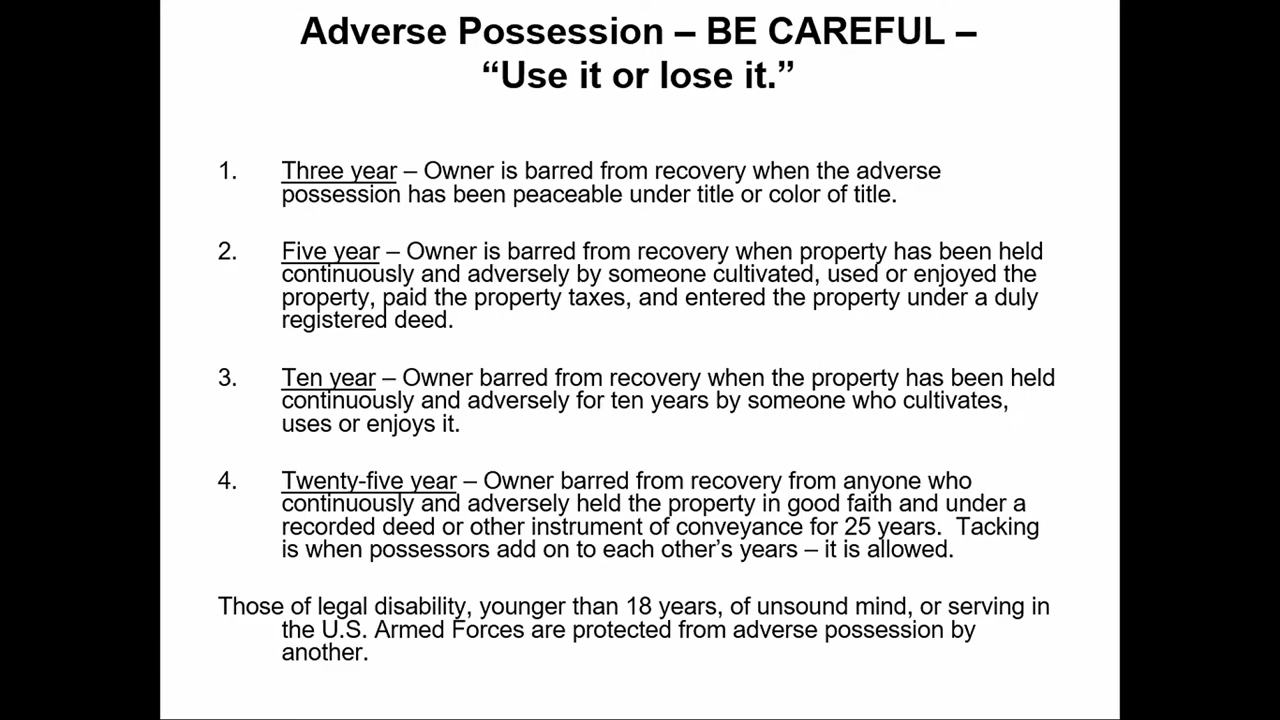 Adverse Possession – BE CAREFUL –
“Use it or lose it.”
1. Three year – Owner is barred from recovery when the adverse
possession has been peaceable under title or color of title.
2. Five year – Owner is barred from recovery when property has been held
continuously and adversely by someone cultivated, used or enjoyed the
property, paid the property taxes, and entered the property under a duly
registered deed.
3. Ten year – Owner barred from recovery when the property has been held
continuously and adversely for ten years by someone who cultivates,
uses or enjoys it.
4. Twenty-five year – Owner barred from recovery from anyone who
continuously and adversely held the property in good faith and under a
recorded deed or other instrument of conveyance for 25 years. Tacking
is when possessors add on to each other’s years – it is allowed.
Those of legal disability, younger than 18 years, of unsound mind, or serving in
the U.S. Armed Forces are protected from adverse possession by
another.